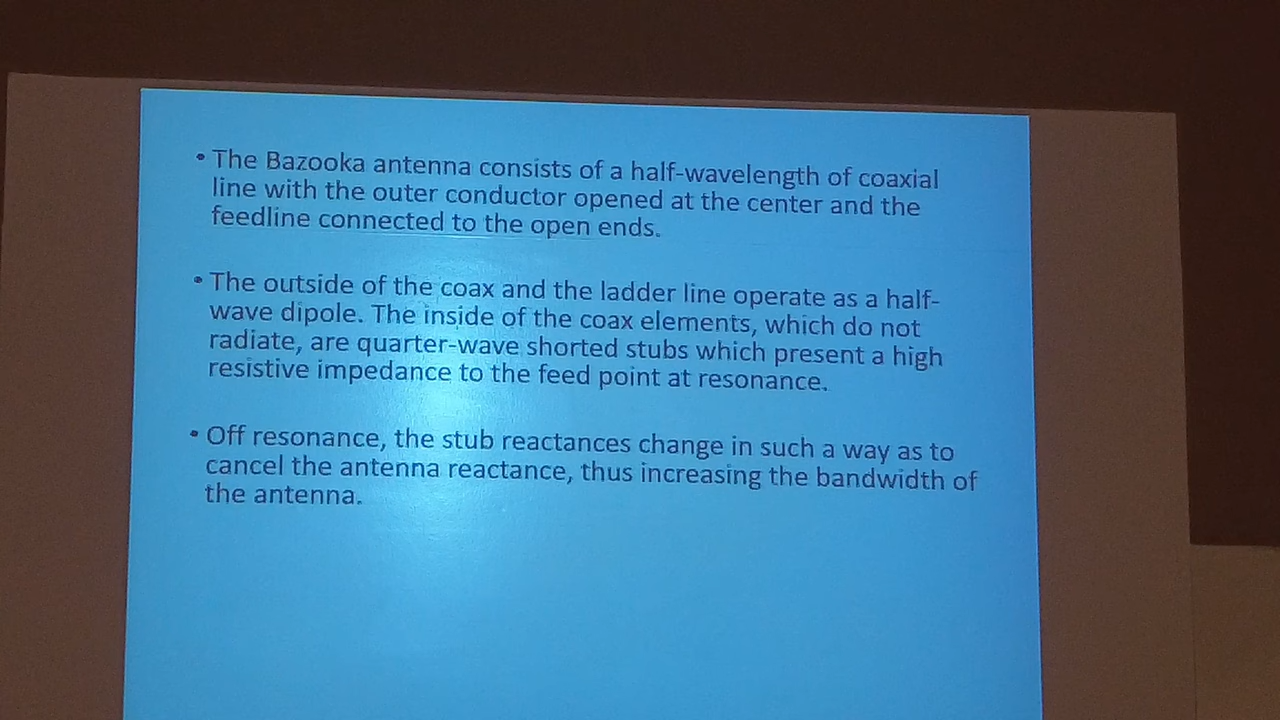 • The Bazooka antenna consists of a half-wavelength of coaxial
line with the outer conductor opened at the center and the
feedline connected to the open ends.
• The outside of the coax and the ladder line operate as a half-
wave dipole. The inside of the coax elements, which do not
radiate, are quarter-wave shorted stubs which present a high
resistive impedance to the feed point at resonance.
• Off resonance, the stub reactances change in such a way as to
cancel the antenna reactance, thus increasing the bandwidth of
the antenna.